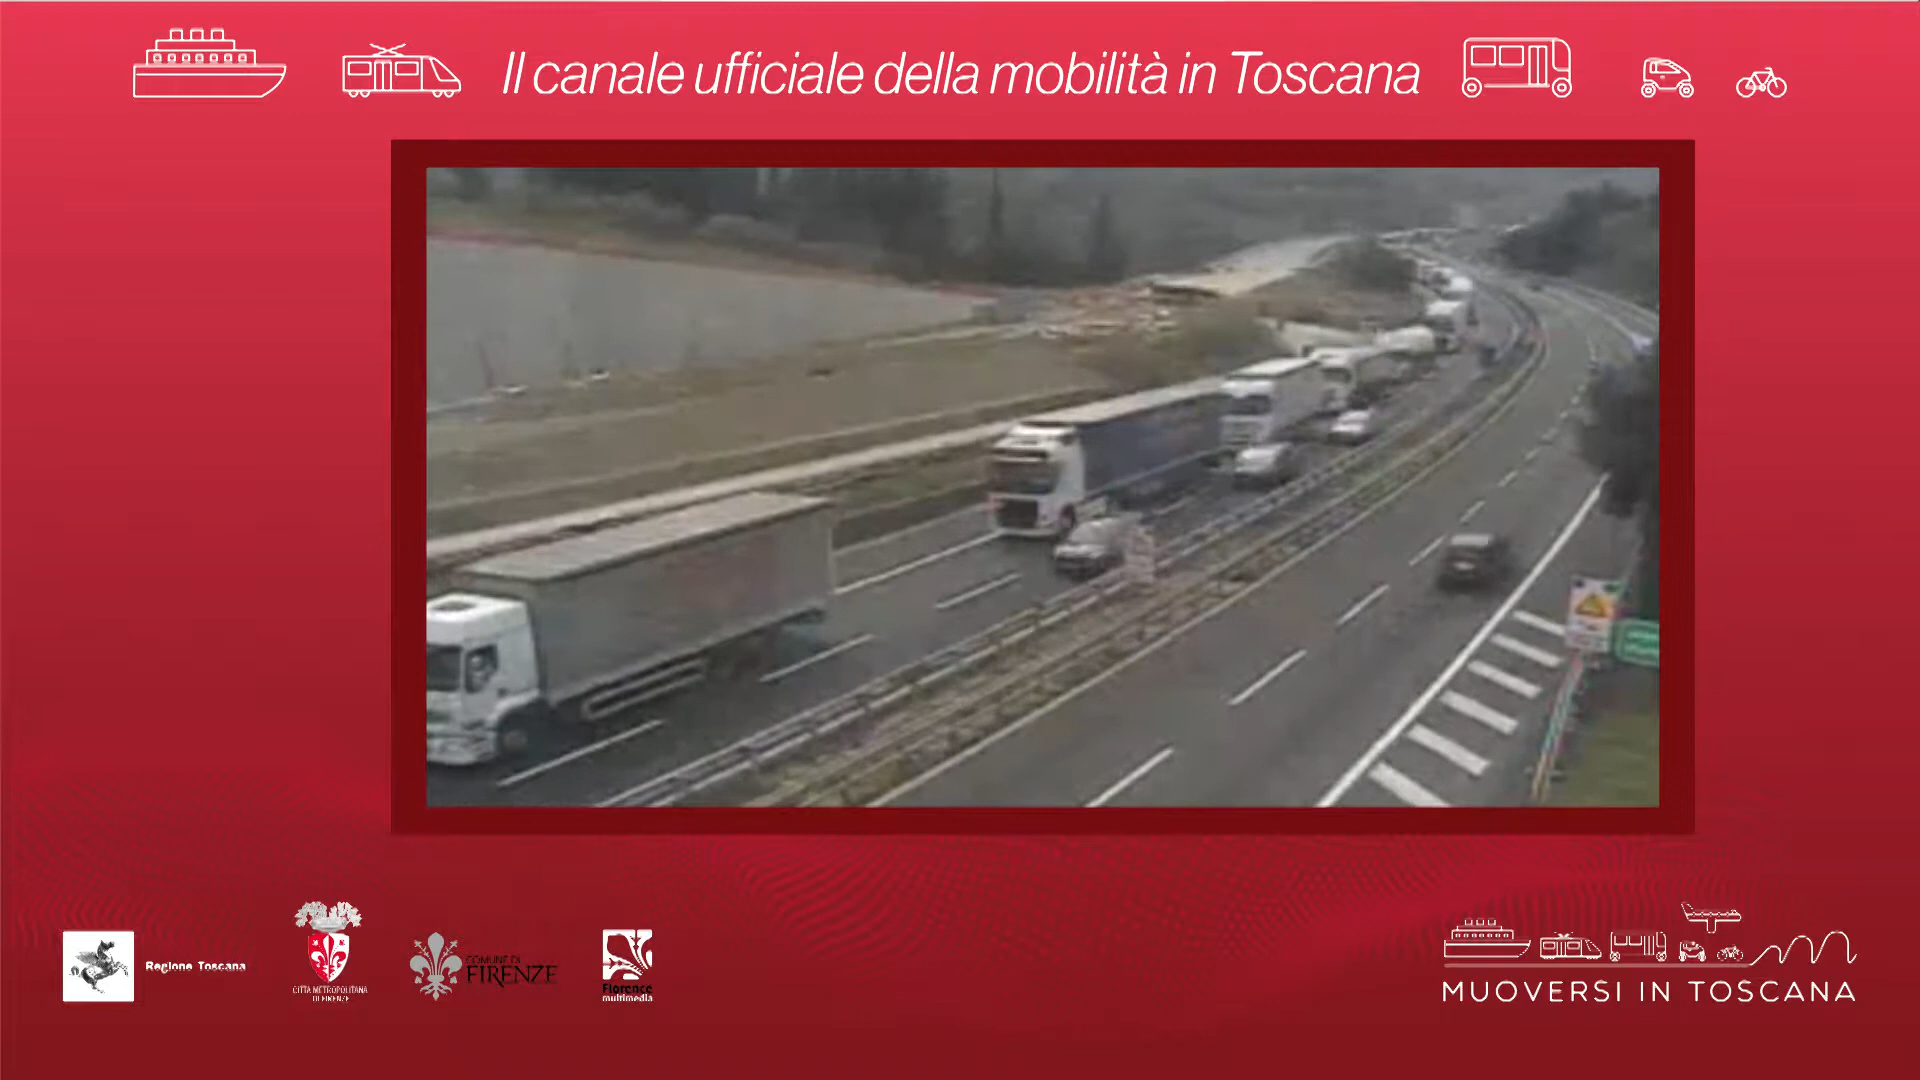 Il canale ufficiale della mobilità in Toscana
Regione Toscana
CITTÀ METROPOLITANA
DI FIRENZE
COMUNE DI
FIRENZE
Florence
multimedia
MUOVERSI IN TOSCANA